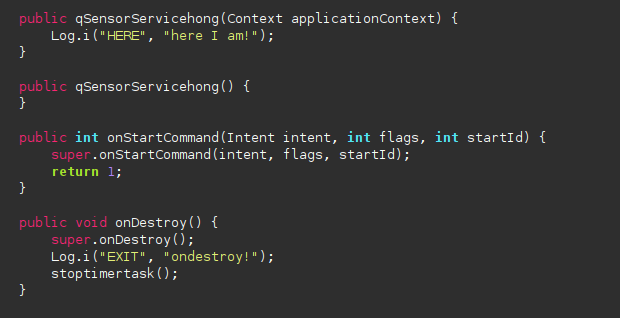 public qSensorServicehong(Context applicationContext) {
    Log.i("HERE", "here I am!");
}
public qSensorServicehong() {
}
public int onStartCommand(Intent intent, int flags, int startId) {
    super.onStartCommand(intent, flags, startId);
    return 1;
}
public void onDestroy() {
    super.onDestroy();
    Log.i("EXIT", "ondestroy!");
    stoptimertask();
}